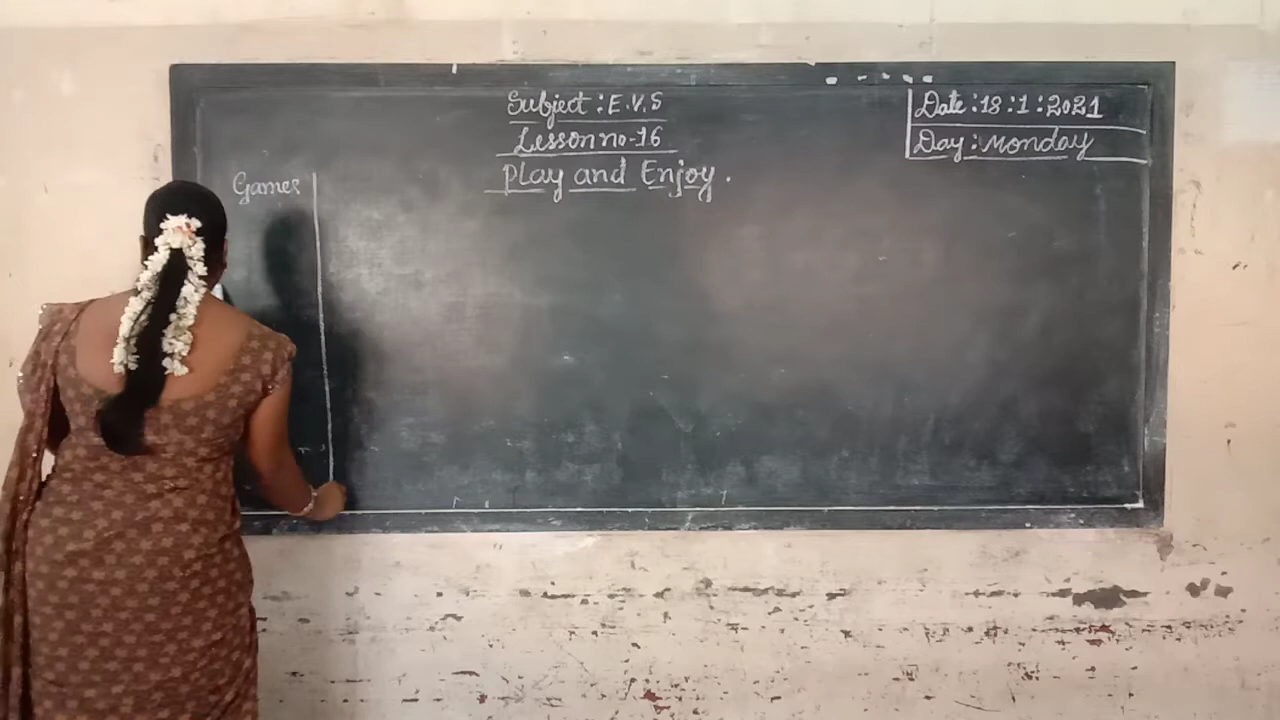 Subject : E.V.S
Lesson no-16
Play and Enjoy.
Date : 18 : 1 : 2021
Day : Monday
Games